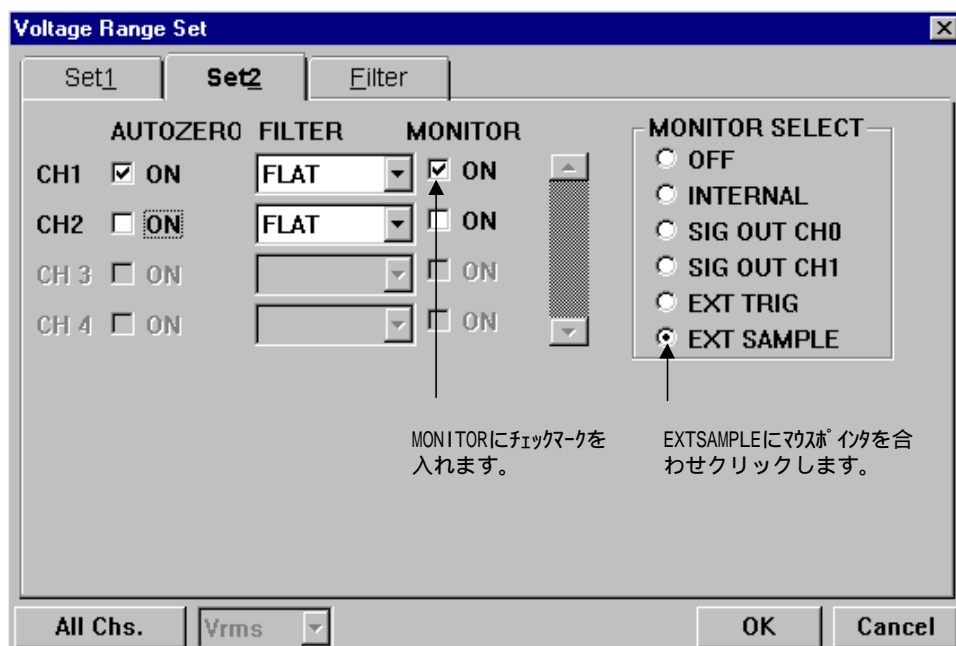 Voltage Range Set
Set1 Set2 Filter
AUTOZERO FILTER MONITOR
CH1 ON FLAT ON
CH2 ON FLAT ON
CH 3 ON ON
CH 4 ON ON
MONITOR SELECT
OFF
INTERNAL
SIG OUT CH0
SIG OUT CH1
EXT TRIG
EXT SAMPLE
MONITORにﾁｪｯｸﾏｰｸを
入れます。
EXTSAMPLEにﾏｳｽﾎﾟｲﾝﾀを合
わせクリックします。
All Chs. Vrms OK Cancel